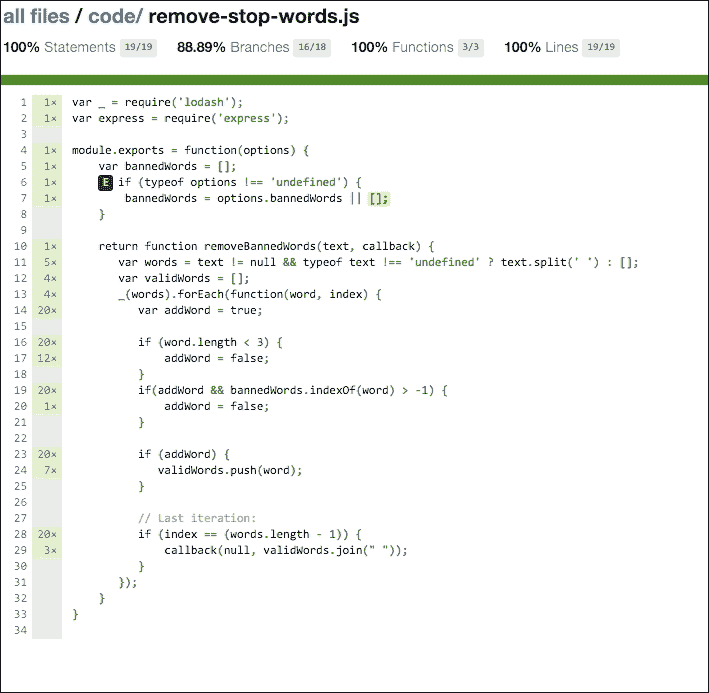 all files / code/ remove-stop-words.js
100% Statements 19/19 88.89% Branches 16/18 100% Functions 3/3 100% Lines 19/19
1 1× var _ = require('lodash');
2 1× var express = require('express');
3
4 1× module.exports = function(options) {
5 1× var bannedWords = [];
6 1× E if (typeof options !== 'undefined') {
7 1× bannedWords = options.bannedWords || [];
8 }
9
10 1× return function removeBannedWords(text, callback) {
11 5× var words = text != null && typeof text !== 'undefined' ? text.split(' ') : [];
12 4× var validWords = [];
13 4× _(words).forEach(function(word, index) {
14 20× var addWord = true;
15
16 20× if (word.length < 3) {
17 12× addWord = false;
18 }
19 20× if(addWord && bannedWords.indexOf(word) > -1) {
20 1× addWord = false;
21 }
22
23 20× if (addWord) {
24 7× validWords.push(word);
25 }
26
27 // Last iteration:
28 20× if (index == (words.length - 1)) {
29 3× callback(null, validWords.join(" "));
30 }
31 });
32 }
33 }
34